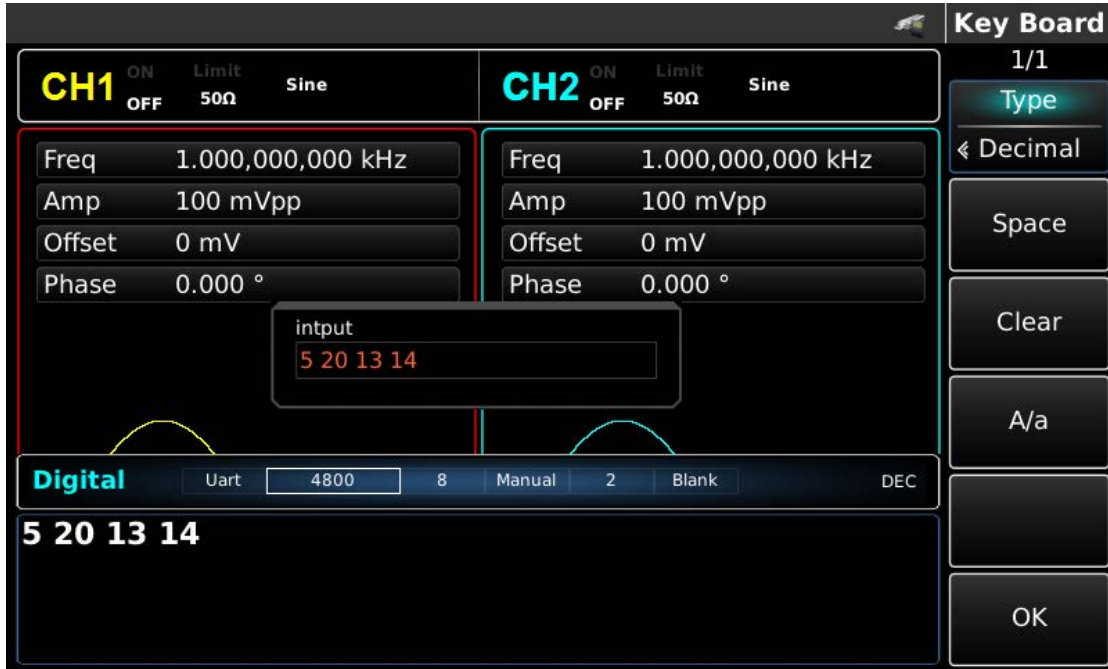 Key Board
1/1
CH1 ON OFF Limit 50Ω Sine
CH2 ON OFF Limit 50Ω Sine
Type
« Decimal
Freq 1.000,000,000 kHz
Amp 100 mVpp
Offset 0 mV
Phase 0.000 °
Freq 1.000,000,000 kHz
Amp 100 mVpp
Offset 0 mV
Phase 0.000 °
Space
intput
5 20 13 14
Clear
A/a
Digital Uart 4800 8 Manual 2 Blank DEC
5 20 13 14
OK